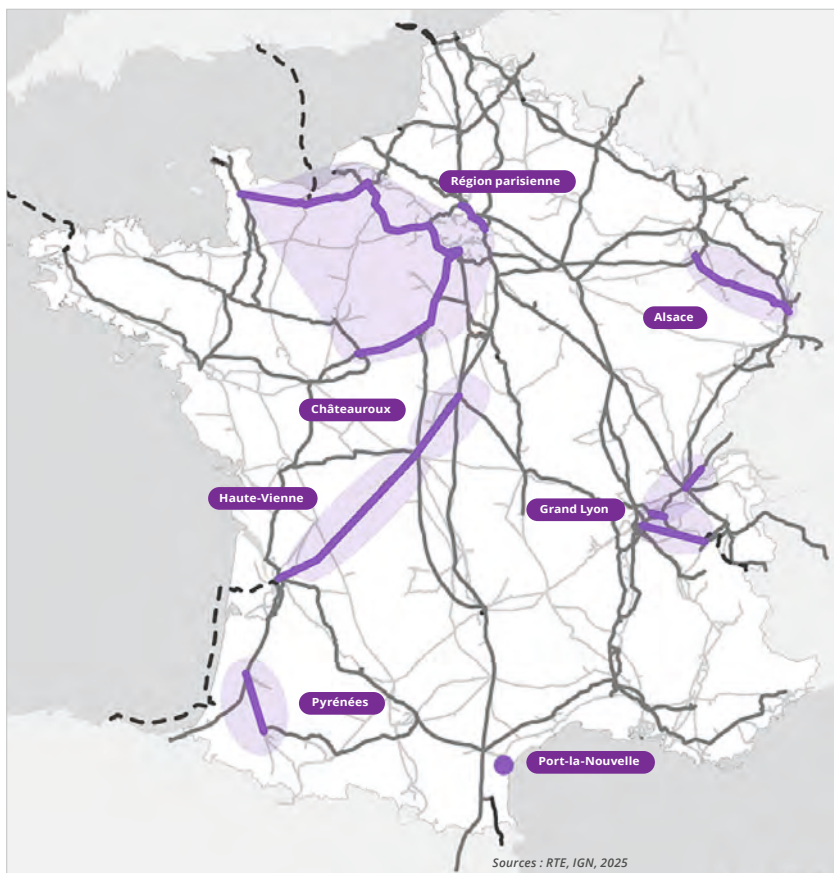 Région parisienne
Alsace
Châteauroux
Haute-Vienne
Grand Lyon
Pyrénées
Port-la-Nouvelle
Sources : RTE, IGN, 2025